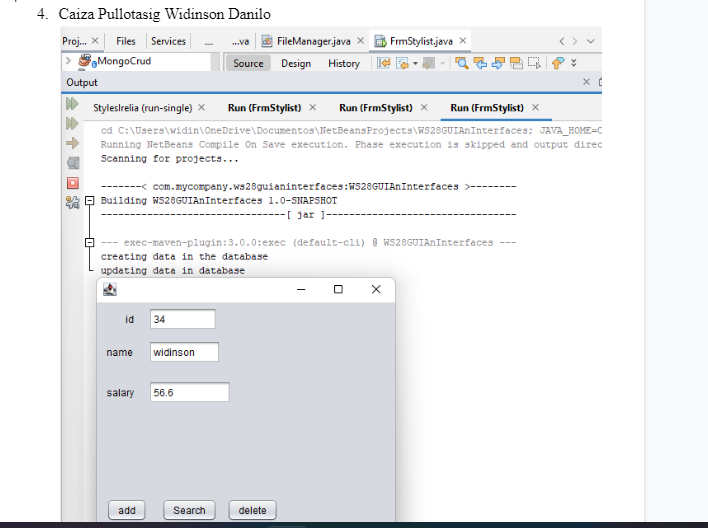 4. Caiza Pullotasig Widinson Danilo
Proj... × Files Services ...va FileManager.java × FrmStylist.java ×
MongoCrud Source Design History
Output
StylesIrelia (run-single) × Run (FrmStylist) × Run (FrmStylist) × Run (FrmStylist) ×
cd C:\Users\widin\OneDrive\Documentos\NetBeansProjects\WS28GUIAnInterfaces; JAVA_HOME=C
Running NetBeans Compile On Save execution. Phase execution is skipped and output direc
Scanning for projects...
-------< com.mycompany.ws28guianinterfaces:WS28GUIAnInterfaces >--------
Building WS28GUIAnInterfaces 1.0-SNAPSHOT
--------------------------------[ jar ]---------------------------------
--- exec-maven-plugin:3.0.0:exec (default-cli) @ WS28GUIAnInterfaces ---
creating data in the database
updating data in database
id 34
name widinson
salary 56.6
add Search delete